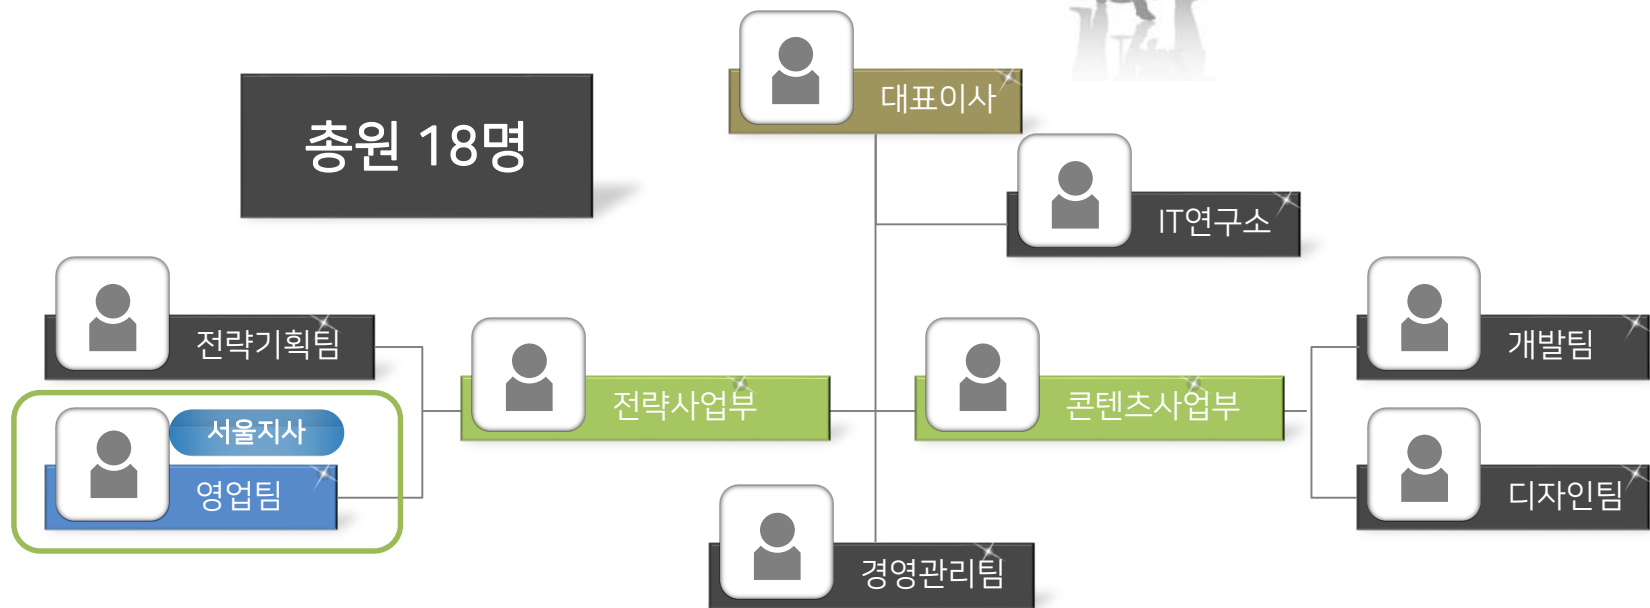 대표이사
총원 18명
IT연구소
전략기획팀
개발팀
전략사업부
콘텐츠사업부
서울지사
영업팀
디자인팀
경영관리팀